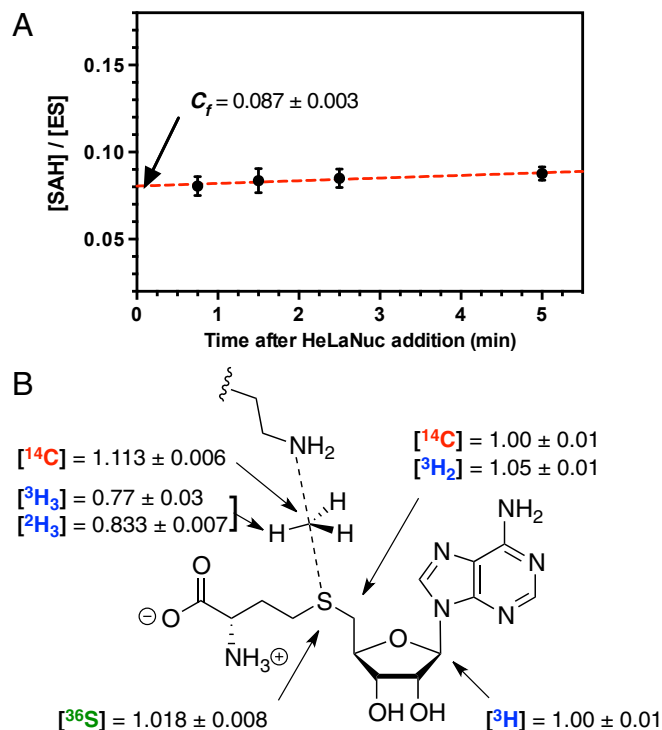 A
[SAH] / [ES]
0.15
0.10
0.05
C_f = 0.087 ± 0.003
0 1 2 3 4 5
Time after HeLaNuc addition (min)
B
NH₂
[¹⁴C] = 1.113 ± 0.006
[³H₃] = 0.77 ± 0.03
[²H₃] = 0.833 ± 0.007
H
H H
[¹⁴C] = 1.00 ± 0.01
[³H₂] = 1.05 ± 0.01
NH₂
N N
N N
O
⊖O
S
O
NH₃⊕
OH OH
[³⁶S] = 1.018 ± 0.008
[³H] = 1.00 ± 0.01